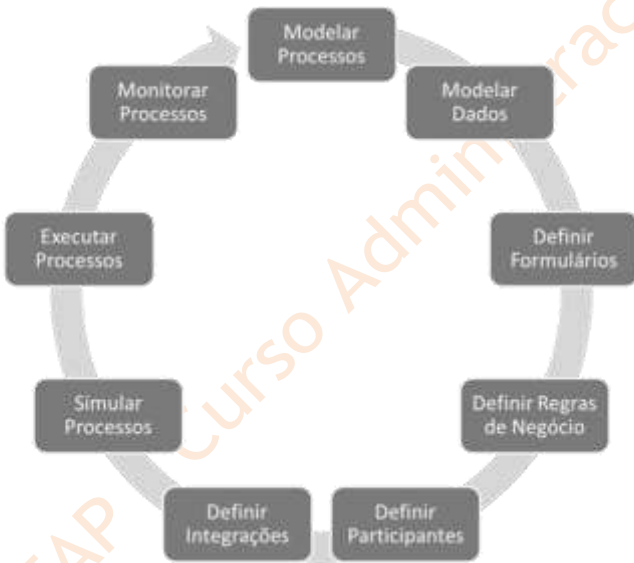 Modelar
Processos
Modelar
Dados
Definir
Formulários
Definir Regras
de Negócio
Definir
Participantes
Definir
Integrações
Simular
Processos
Executar
Processos
Monitorar
Processos
Curso